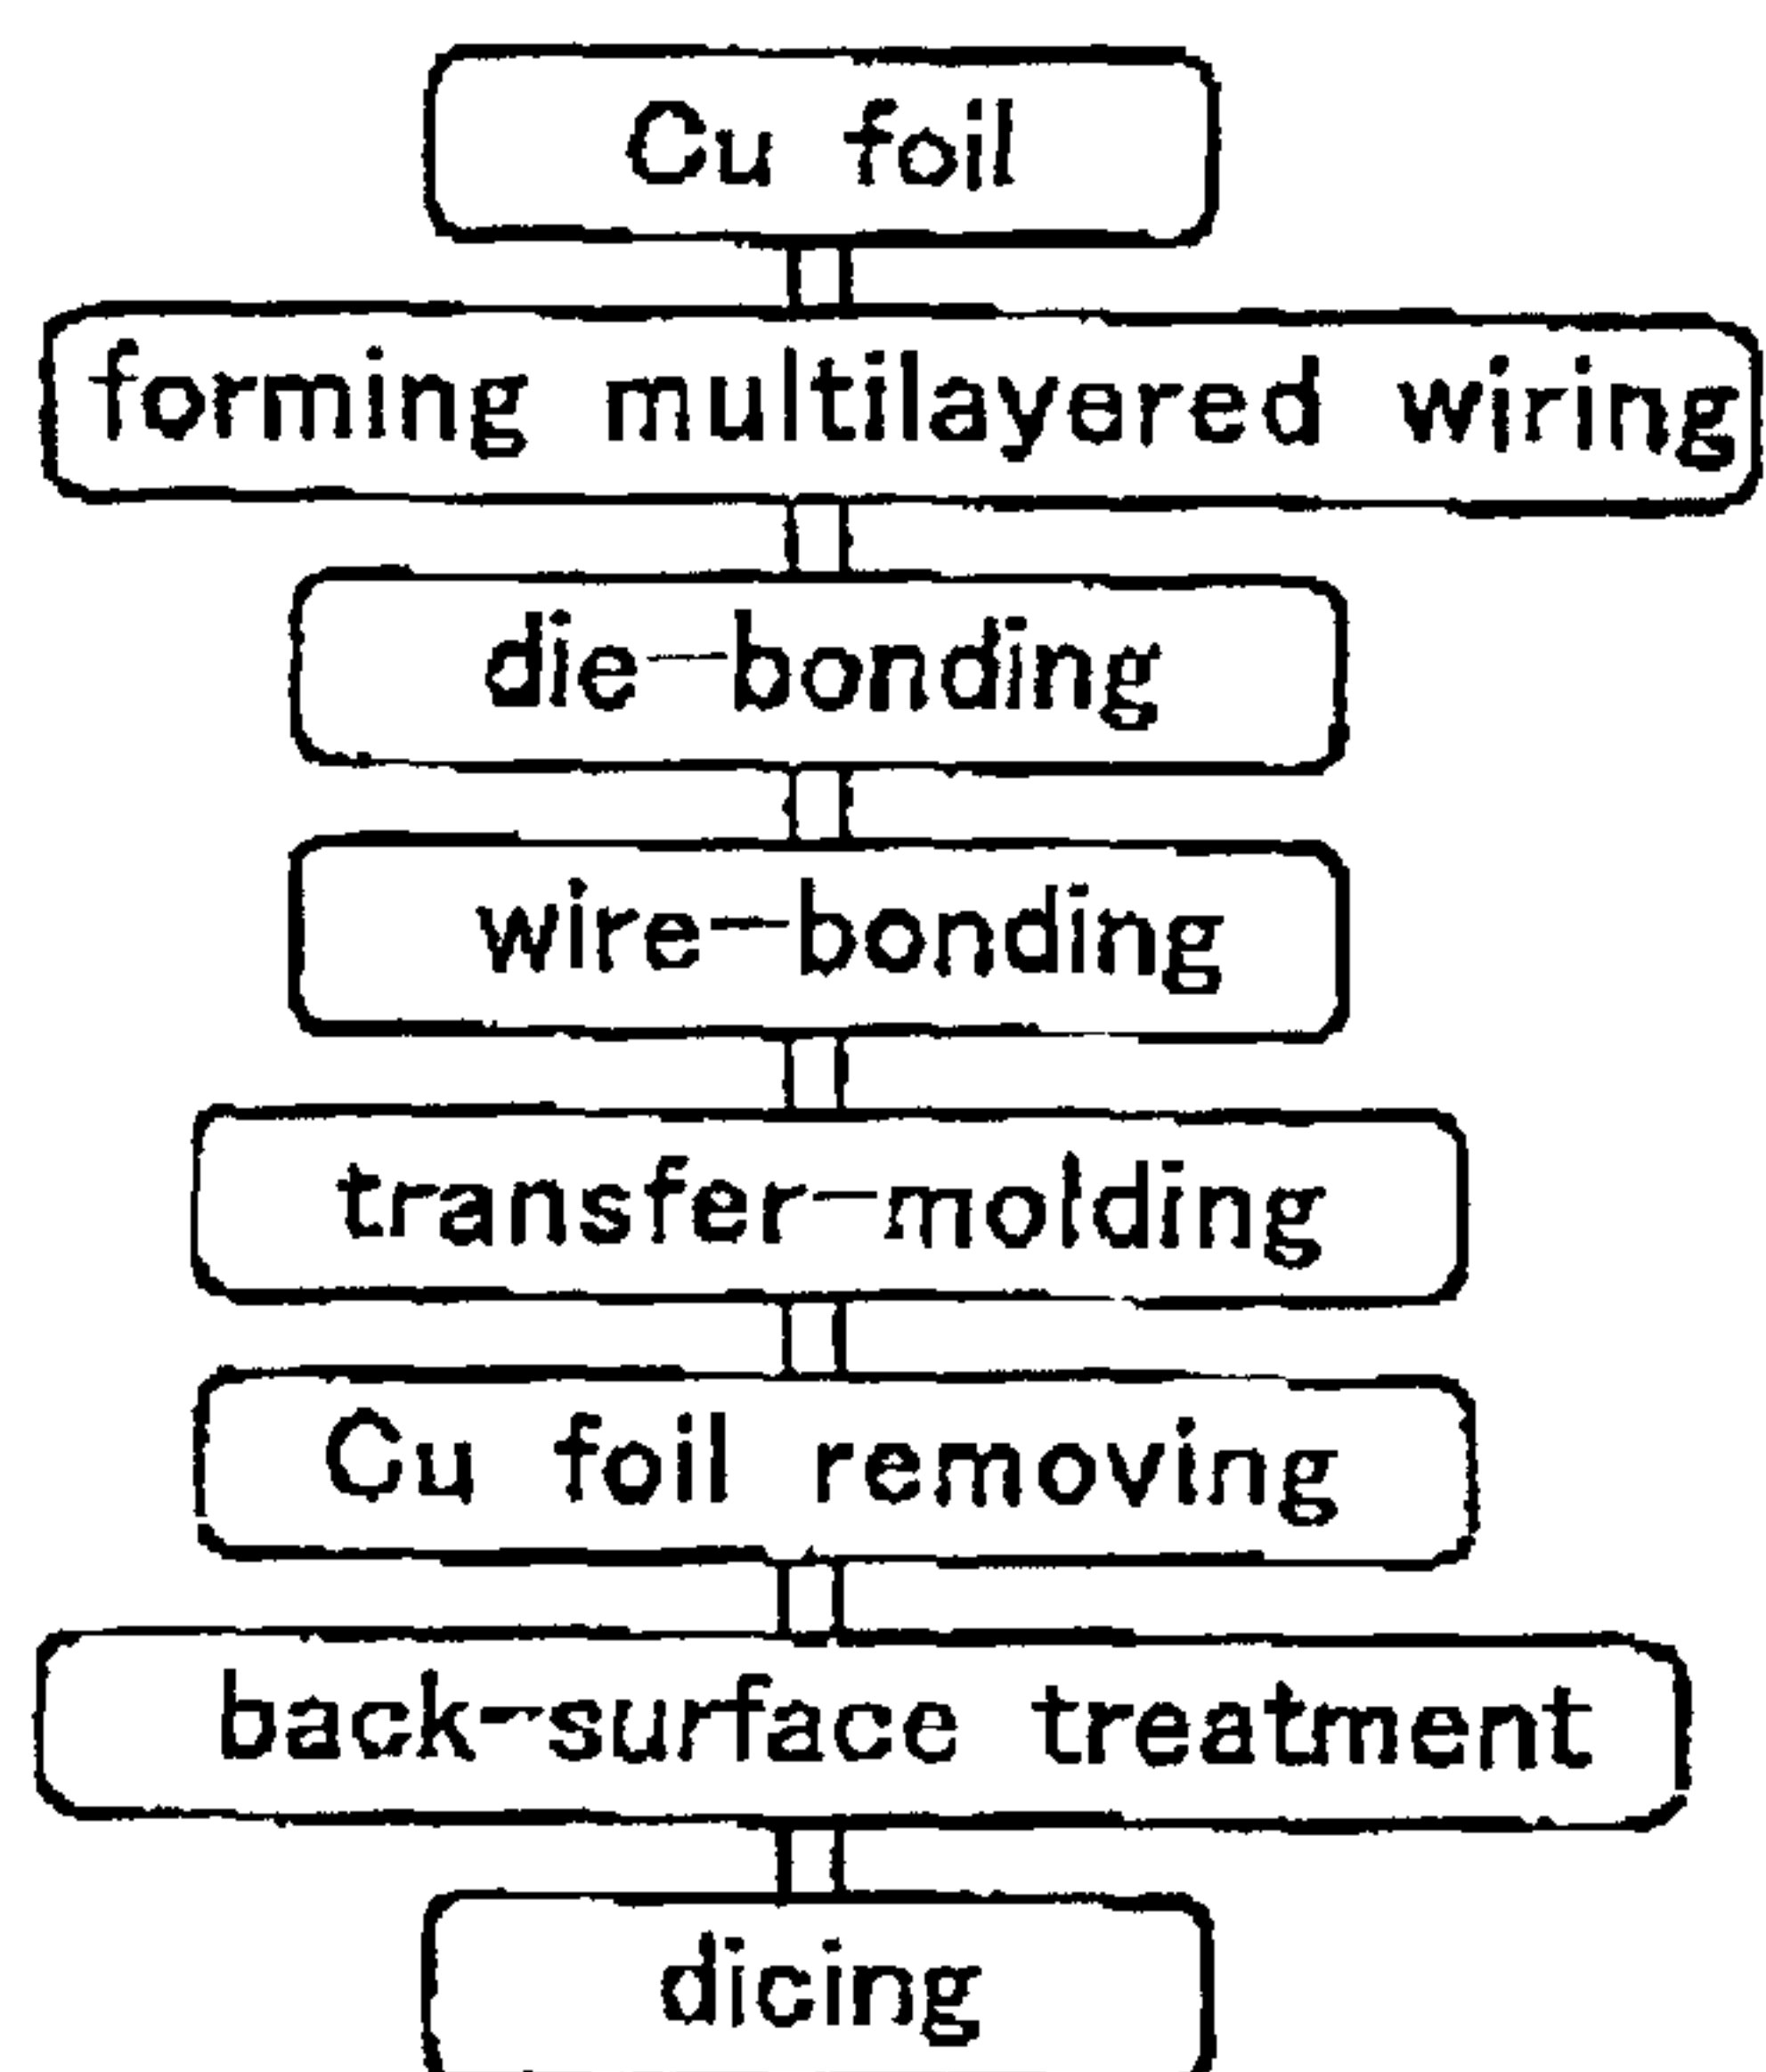 Cu foil
forming multilayered wiring
die-bonding
wire-bonding
transfer-molding
Cu foil removing
back-surface treatment
dicing